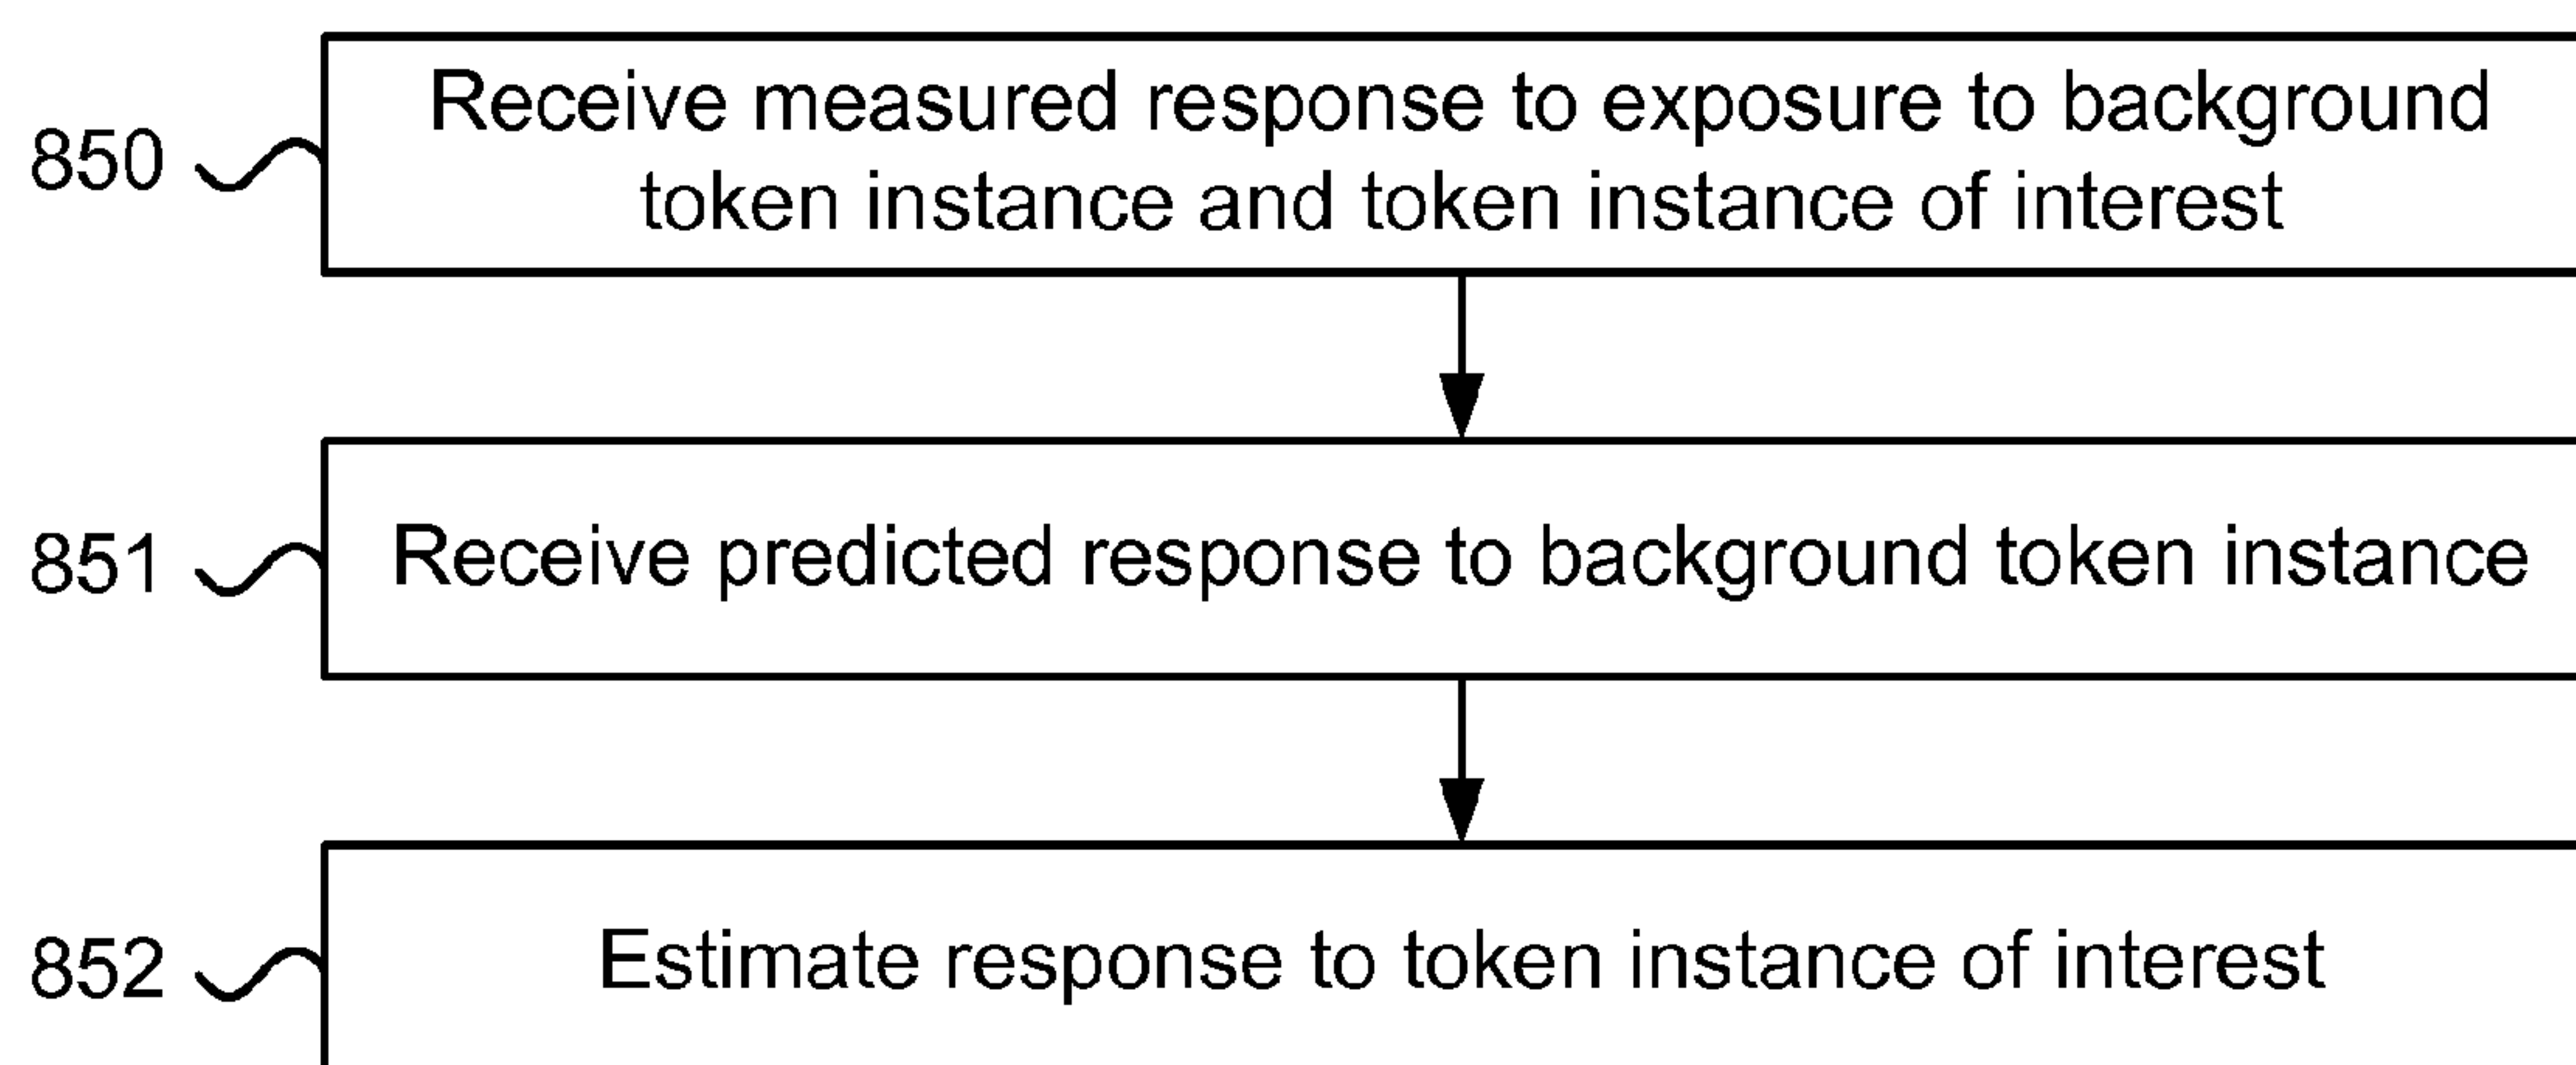 850
Receive measured response to exposure to background
token instance and token instance of interest
851
Receive predicted response to background token instance
852
Estimate response to token instance of interest